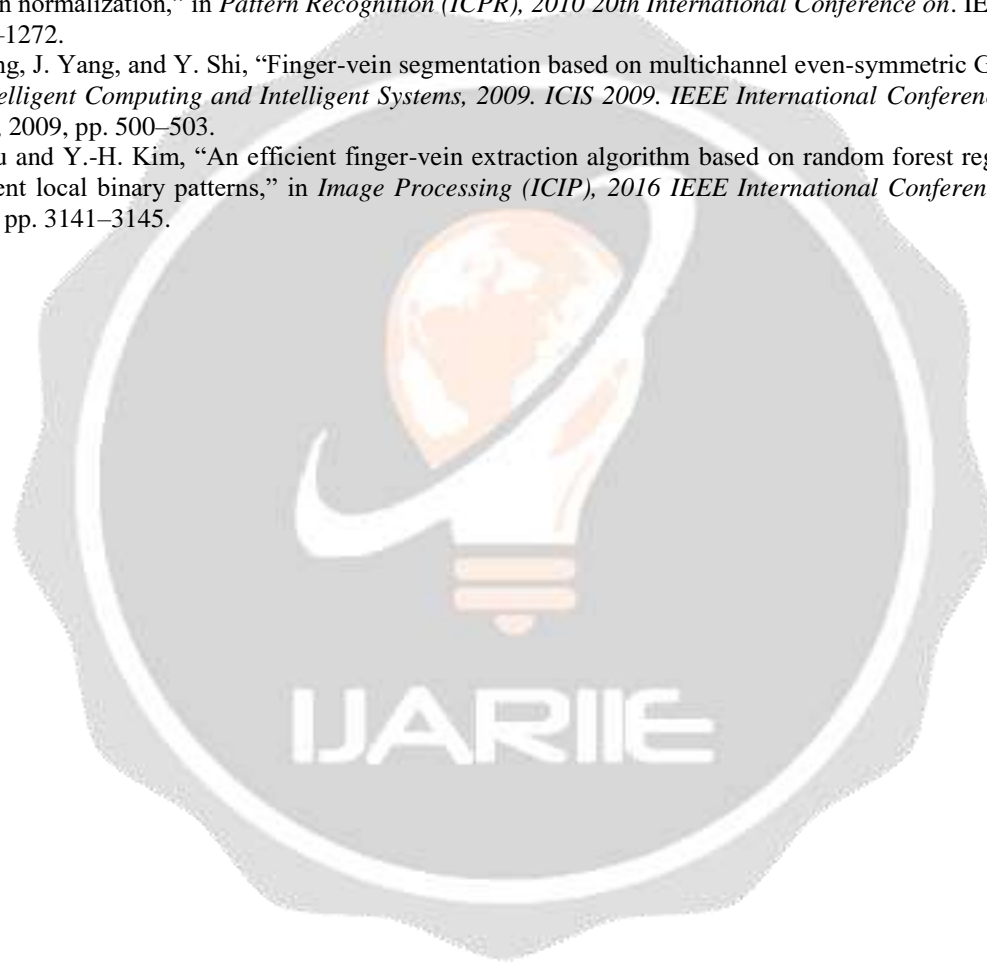 n normalization,” in Pattern Recognition (ICPR), 2010 20th International Conference on. IE
–1272.
ng, J. Yang, and Y. Shi, “Finger-vein segmentation based on multichannel even-symmetric G
elligent Computing and Intelligent Systems, 2009. ICIS 2009. IEEE International Conferen
, 2009, pp. 500–503.
u and Y.-H. Kim, “An efficient finger-vein extraction algorithm based on random forest reg
ent local binary patterns,” in Image Processing (ICIP), 2016 IEEE International Conferen
pp. 3141–3145.
IJARIIE